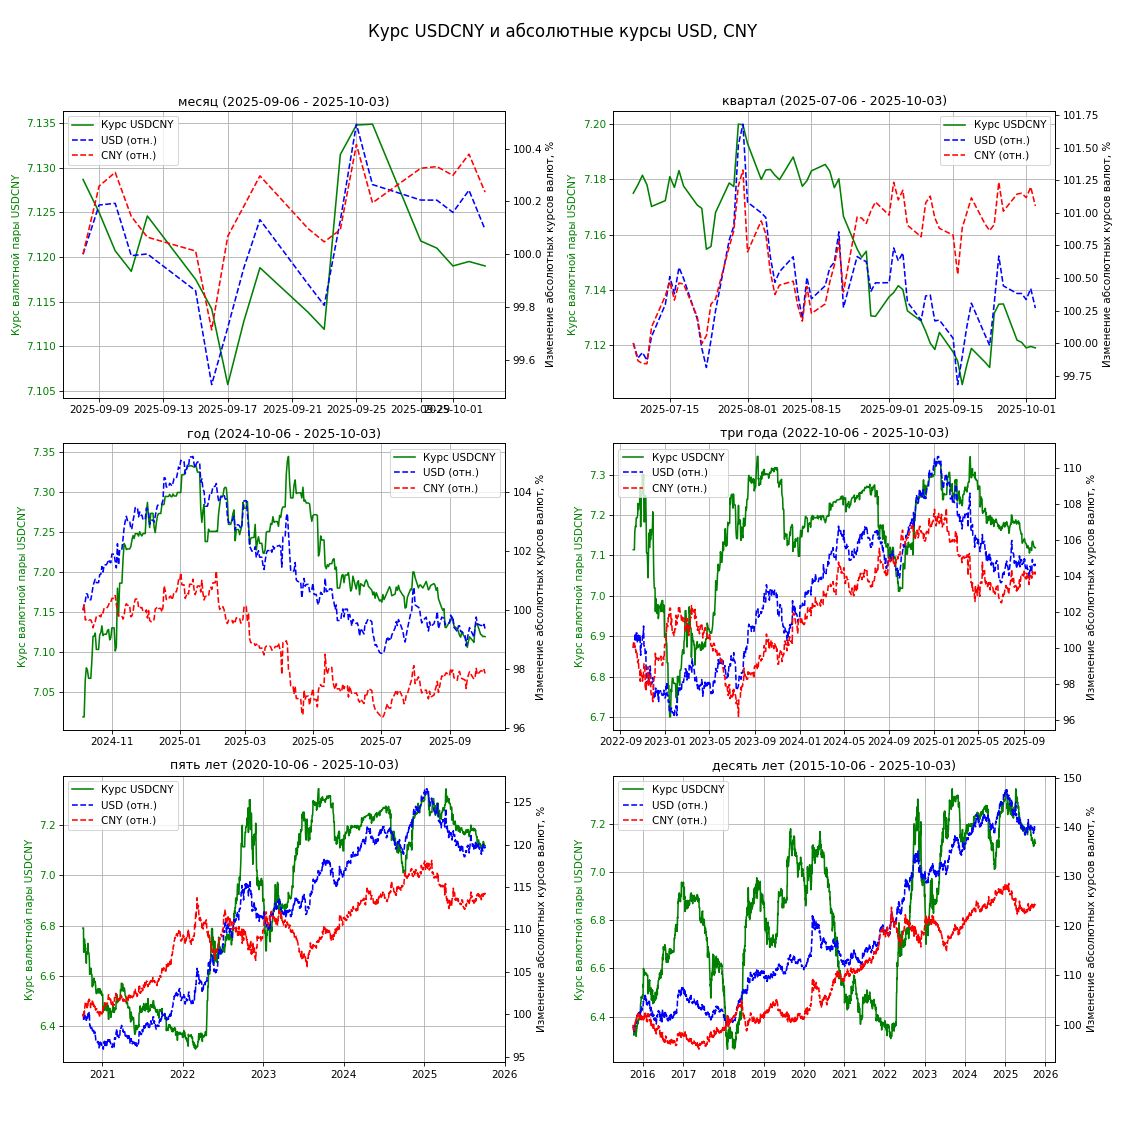 Курс USDCNY и абсолютные курсы USD, CNY
месяц (2025-09-06 - 2025-10-03)
Курс USDCNY
USD (отн.)
CNY (отн.)
Курс валютной пары USDCNY
7.135
7.130
7.125
7.120
7.115
7.110
7.105
100.4
100.2
100.0
99.8
99.6
Изменение абсолютных курсов валют, %
2025-09-09 2025-09-13 2025-09-17 2025-09-21 2025-09-25 2025-09-29 2025-10-01
квартал (2025-07-06 - 2025-10-03)
Курс USDCNY
USD (отн.)
CNY (отн.)
Курс валютной пары USDCNY
7.20
7.18
7.16
7.14
7.12
101.75
101.50
101.25
101.00
100.75
100.50
100.25
100.00
99.75
Изменение абсолютных курсов валют, %
2025-07-15 2025-08-01 2025-08-15 2025-09-01 2025-09-15 2025-10-01
год (2024-10-06 - 2025-10-03)
Курс USDCNY
USD (отн.)
CNY (отн.)
Курс валютной пары USDCNY
7.35
7.30
7.25
7.20
7.15
7.10
7.05
104
102
100
98
96
Изменение абсолютных курсов валют, %
2024-11 2025-01 2025-03 2025-05 2025-07 2025-09
три года (2022-10-06 - 2025-10-03)
Курс USDCNY
USD (отн.)
CNY (отн.)
Курс валютной пары USDCNY
7.3
7.2
7.1
7.0
6.9
6.8
6.7
110
108
106
104
102
100
98
96
Изменение абсолютных курсов валют, %
2022-09 2023-01 2023-05 2023-09 2024-01 2024-05 2024-09 2025-01 2025-05 2025-09
пять лет (2020-10-06 - 2025-10-03)
Курс USDCNY
USD (отн.)
CNY (отн.)
Курс валютной пары USDCNY
7.2
7.0
6.8
6.6
6.4
125
120
115
110
105
100
95
Изменение абсолютных курсов валют, %
2021 2022 2023 2024 2025 2026
десять лет (2015-10-06 - 2025-10-03)
Курс USDCNY
USD (отн.)
CNY (отн.)
Курс валютной пары USDCNY
7.2
7.0
6.8
6.6
6.4
150
140
130
120
110
100
Изменение абсолютных курсов валют, %
2016 2017 2018 2019 2020 2021 2022 2023 2024 2025 2026